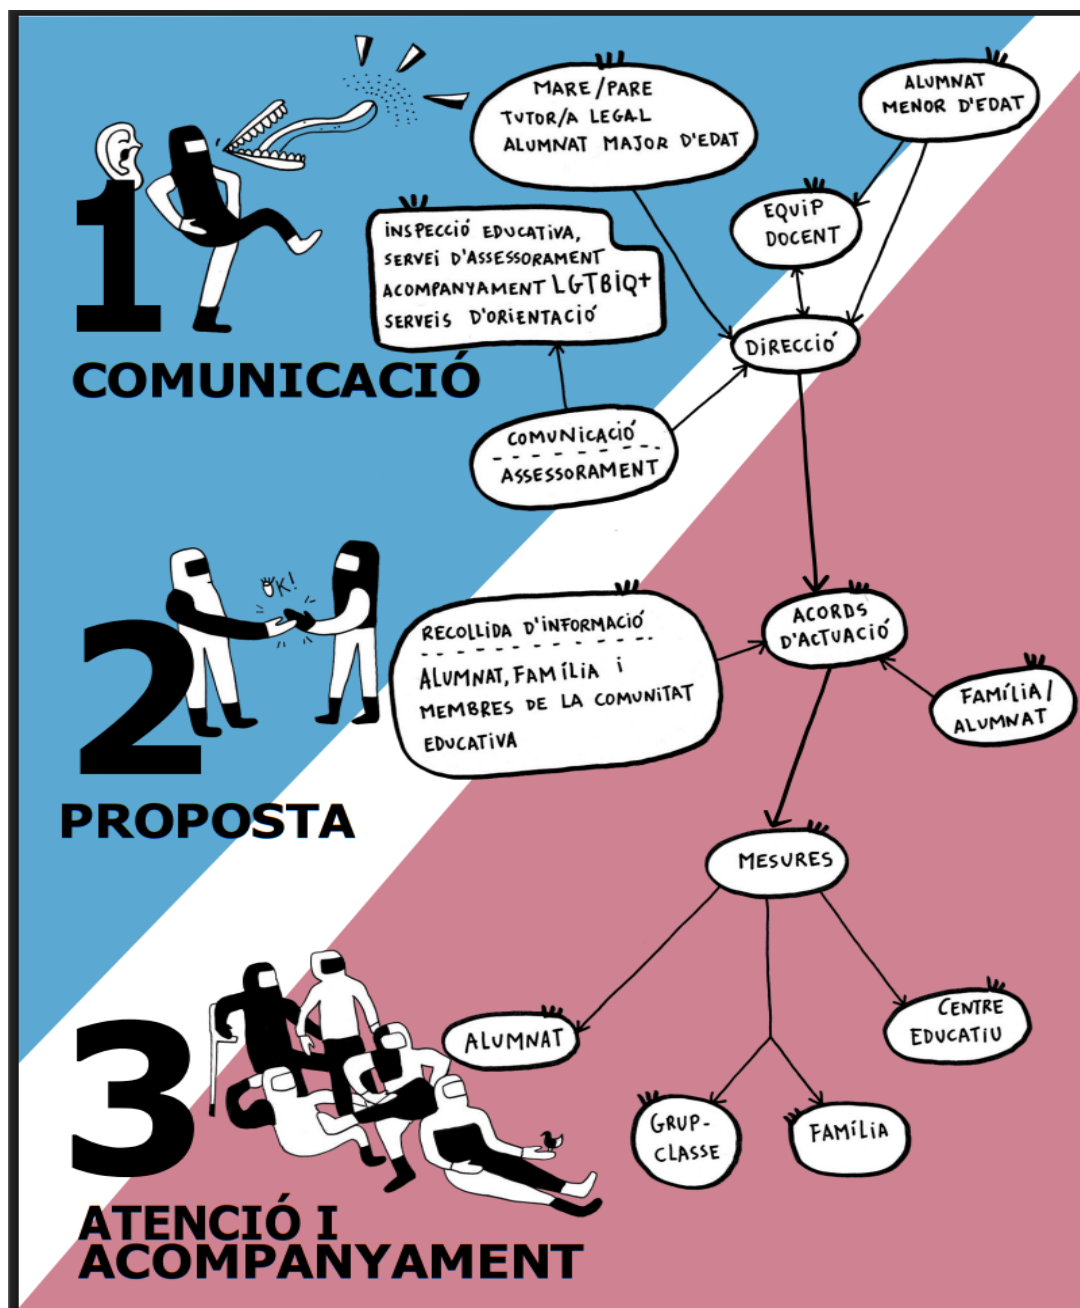 MARE/PARE
TUTOR/A LEGAL
ALUMNAT MAJOR D'EDAT
ALUMNAT
MENOR D'EDAT
EQUIP
DOCENT
INSPECCIÓ EDUCATIVA,
SERVEI D'ASSESSORAMENT
ACOMPANYAMENT LGTBIQ+
SERVEIS D'ORIENTACIÓ
DIRECCIÓ
1
COMUNICACIÓ
COMUNICACIÓ
ASSESSORAMENT
OK!
2
PROPOSTA
RECOLLIDA D'INFORMACIÓ
ALUMNAT, FAMÍLIA I
MEMBRES DE LA COMUNITAT
EDUCATIVA
ACORDS
D'ACTUACIÓ
FAMÍLIA/
ALUMNAT
MESURES
3
ATENCIÓ I
ACOMPANYAMENT
ALUMNAT
GRUP-
CLASSE
FAMÍLIA
CENTRE
EDUCATIU